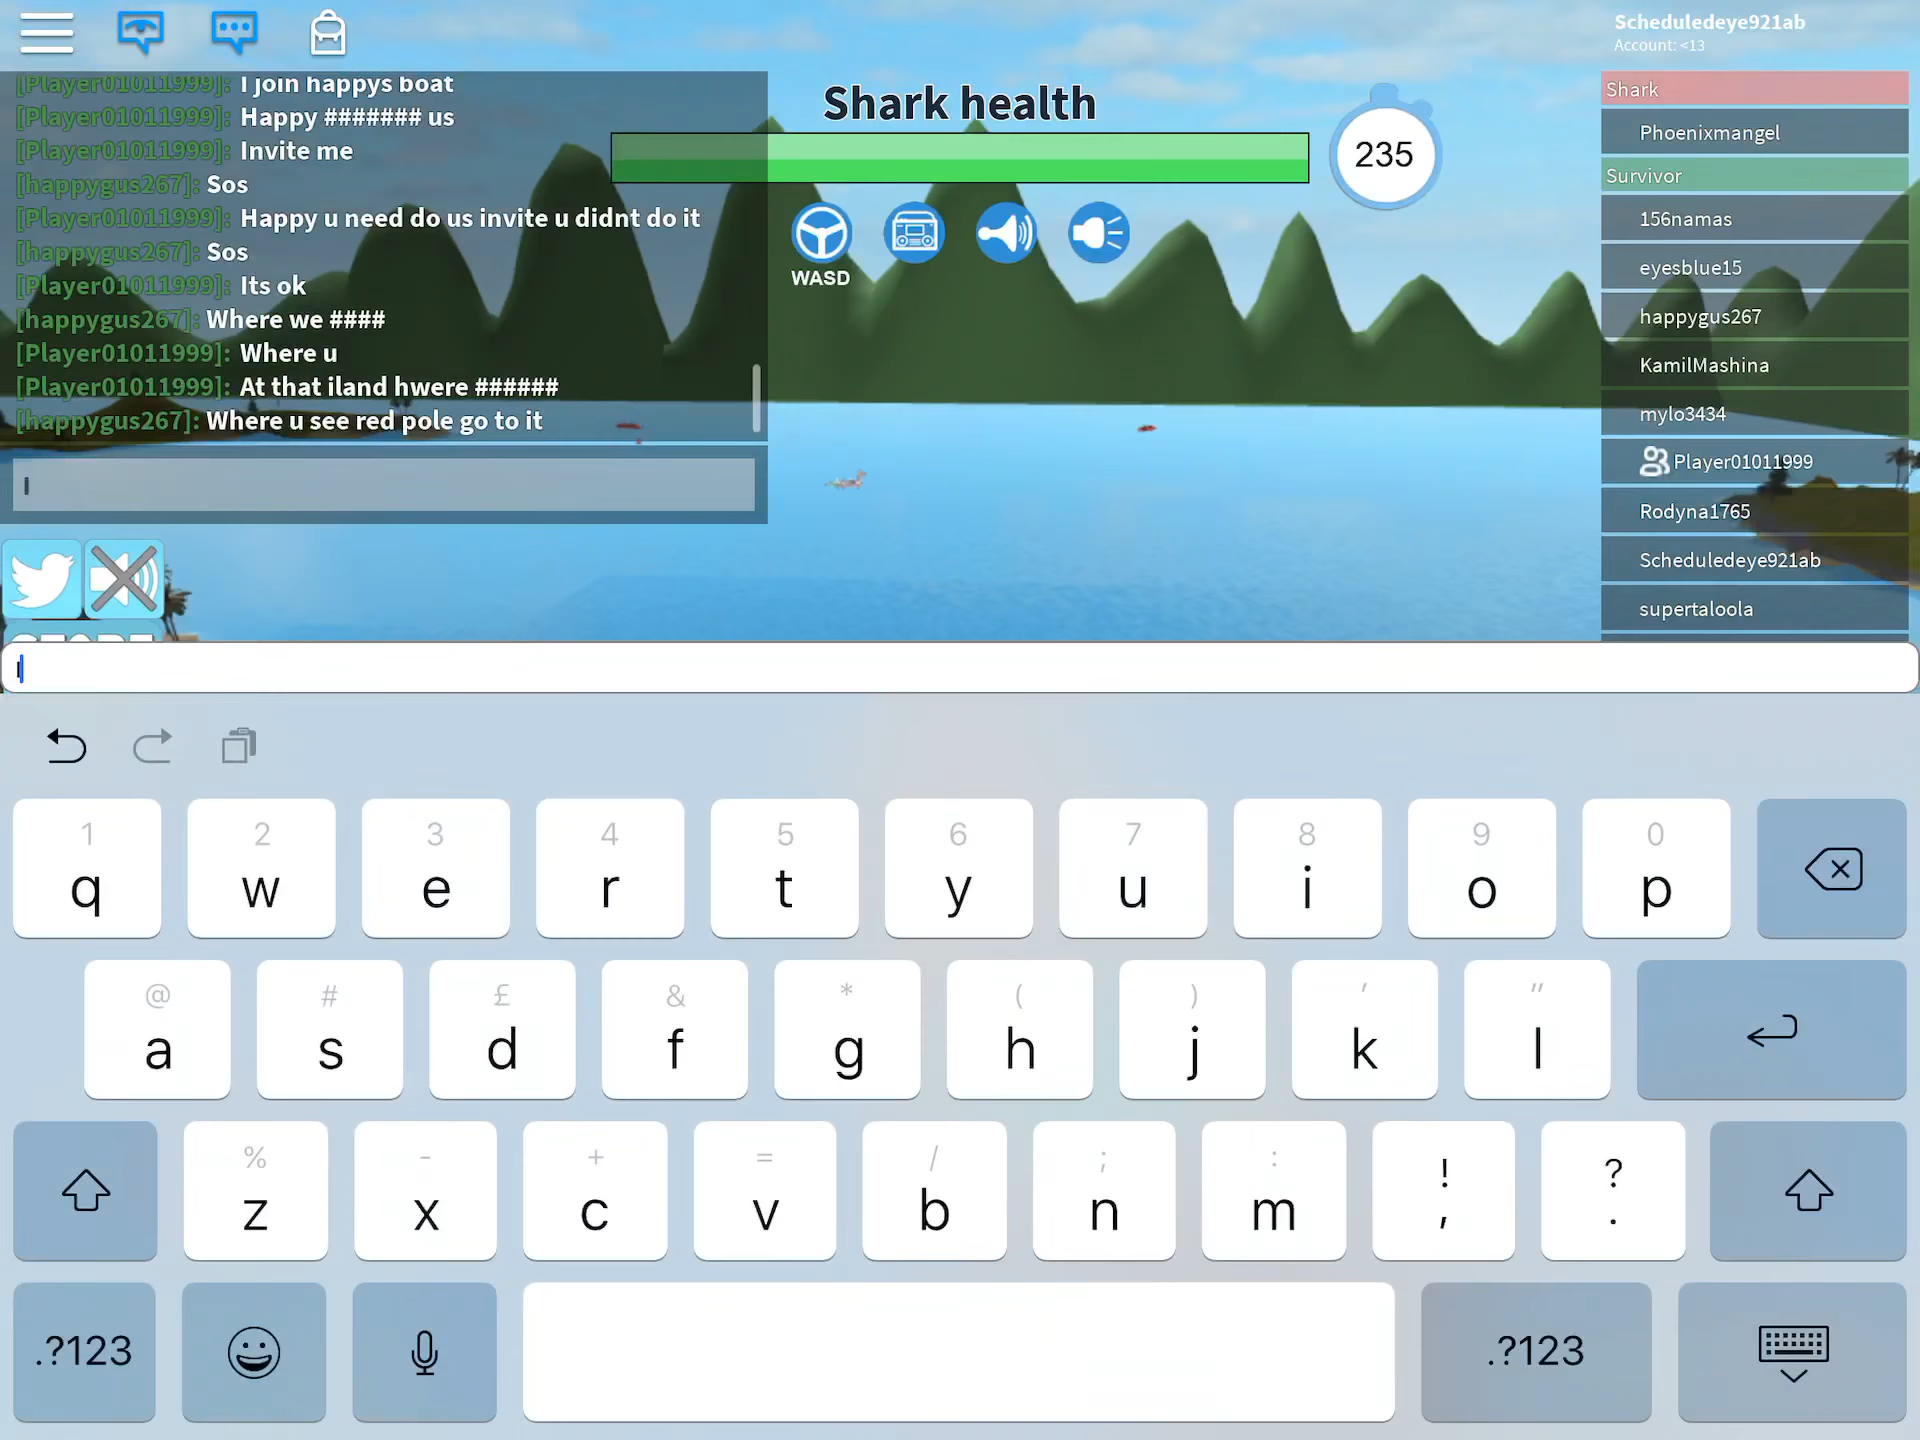 Scheduledeye921ab
Account: <13
[Player01011999]: I join happys boat
[Player01011999]: Happy ####### us
[Player01011999]: Invite me
[happygus267]: Sos
[Player01011999]: Happy u need do us invite u didnt do it
[happygus267]: Sos
[Player01011999]: Its ok
[happygus267]: Where we ####
[Player01011999]: Where u
[Player01011999]: At that iland hwere ######
[happygus267]: Where u see red pole go to it
I
Shark health
235
WASD
Shark
Phoenixmangel
Survivor
156namas
eyesblue15
happygus267
KamilMashina
mylo3434
Player01011999
Rodyna1765
Scheduledeye921ab
supertaloola
I
1 2 3 4 5 6 7 8 9 0
q w e r t y u i o p
@ # £ & * ( ) ' "
a s d f g h j k l
% - + = / ; : ! ?
z x c v b n m , .
.?123 .?123